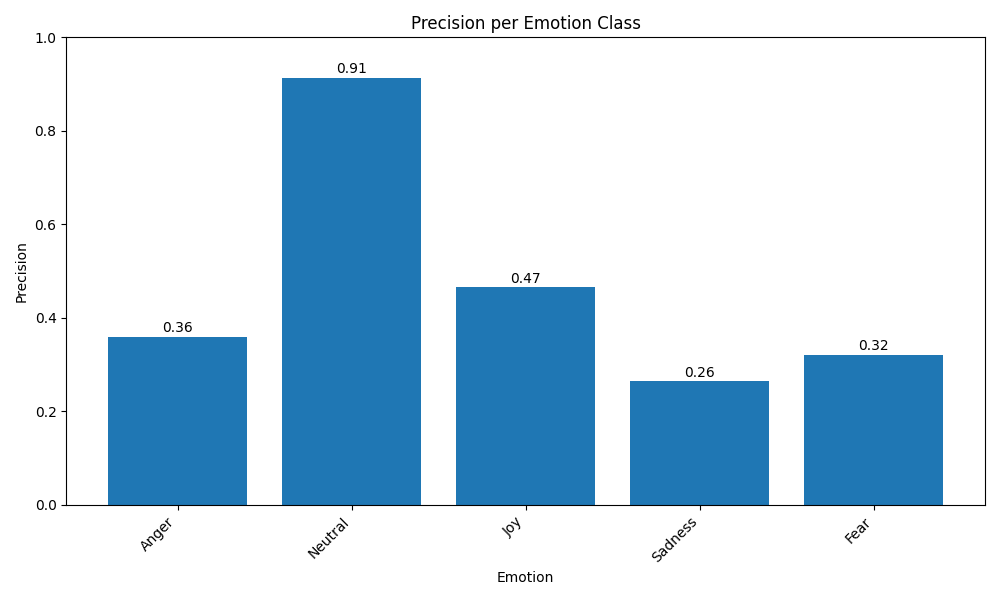 Precision per Emotion Class
1.0
0.8
0.6
0.4
0.2
0.0
Precision
0.36
0.91
0.47
0.26
0.32
Anger
Neutral
Joy
Sadness
Fear
Emotion